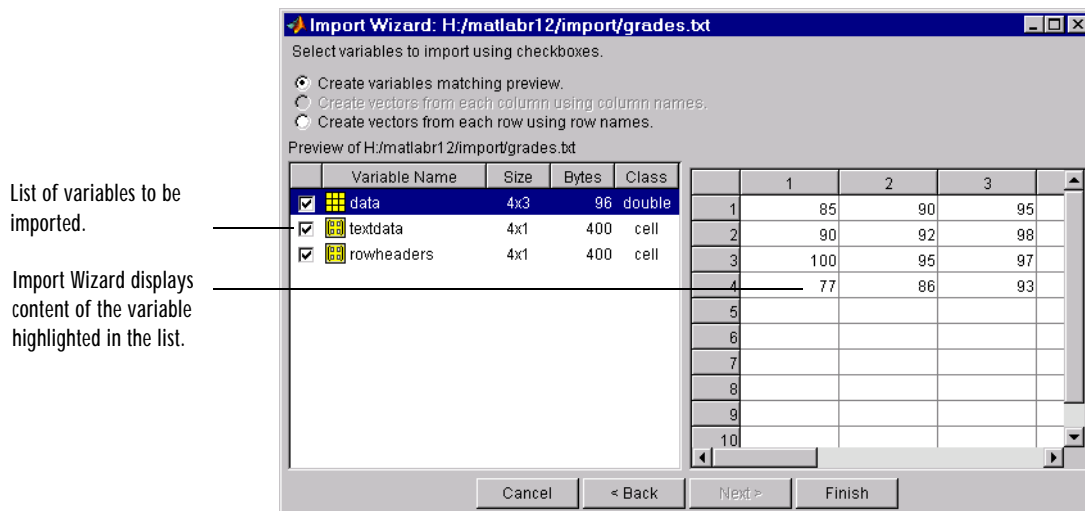 Import Wizard: H:/matlabr12/import/grades.txt
Select variables to import using checkboxes.
Create variables matching preview.
Create vectors from each column using column names.
Create vectors from each row using row names.
Preview of H:/matlabr12/import/grades.txt
Variable Name Size Bytes Class
data 4x3 96 double
textdata 4x1 400 cell
rowheaders 4x1 400 cell
1 2 3
1 85 90 95
2 90 92 98
3 100 95 97
4 77 86 93
5
6
7
8
9
10
Cancel < Back Next > Finish
List of variables to be
imported.
Import Wizard displays
content of the variable
highlighted in the list.